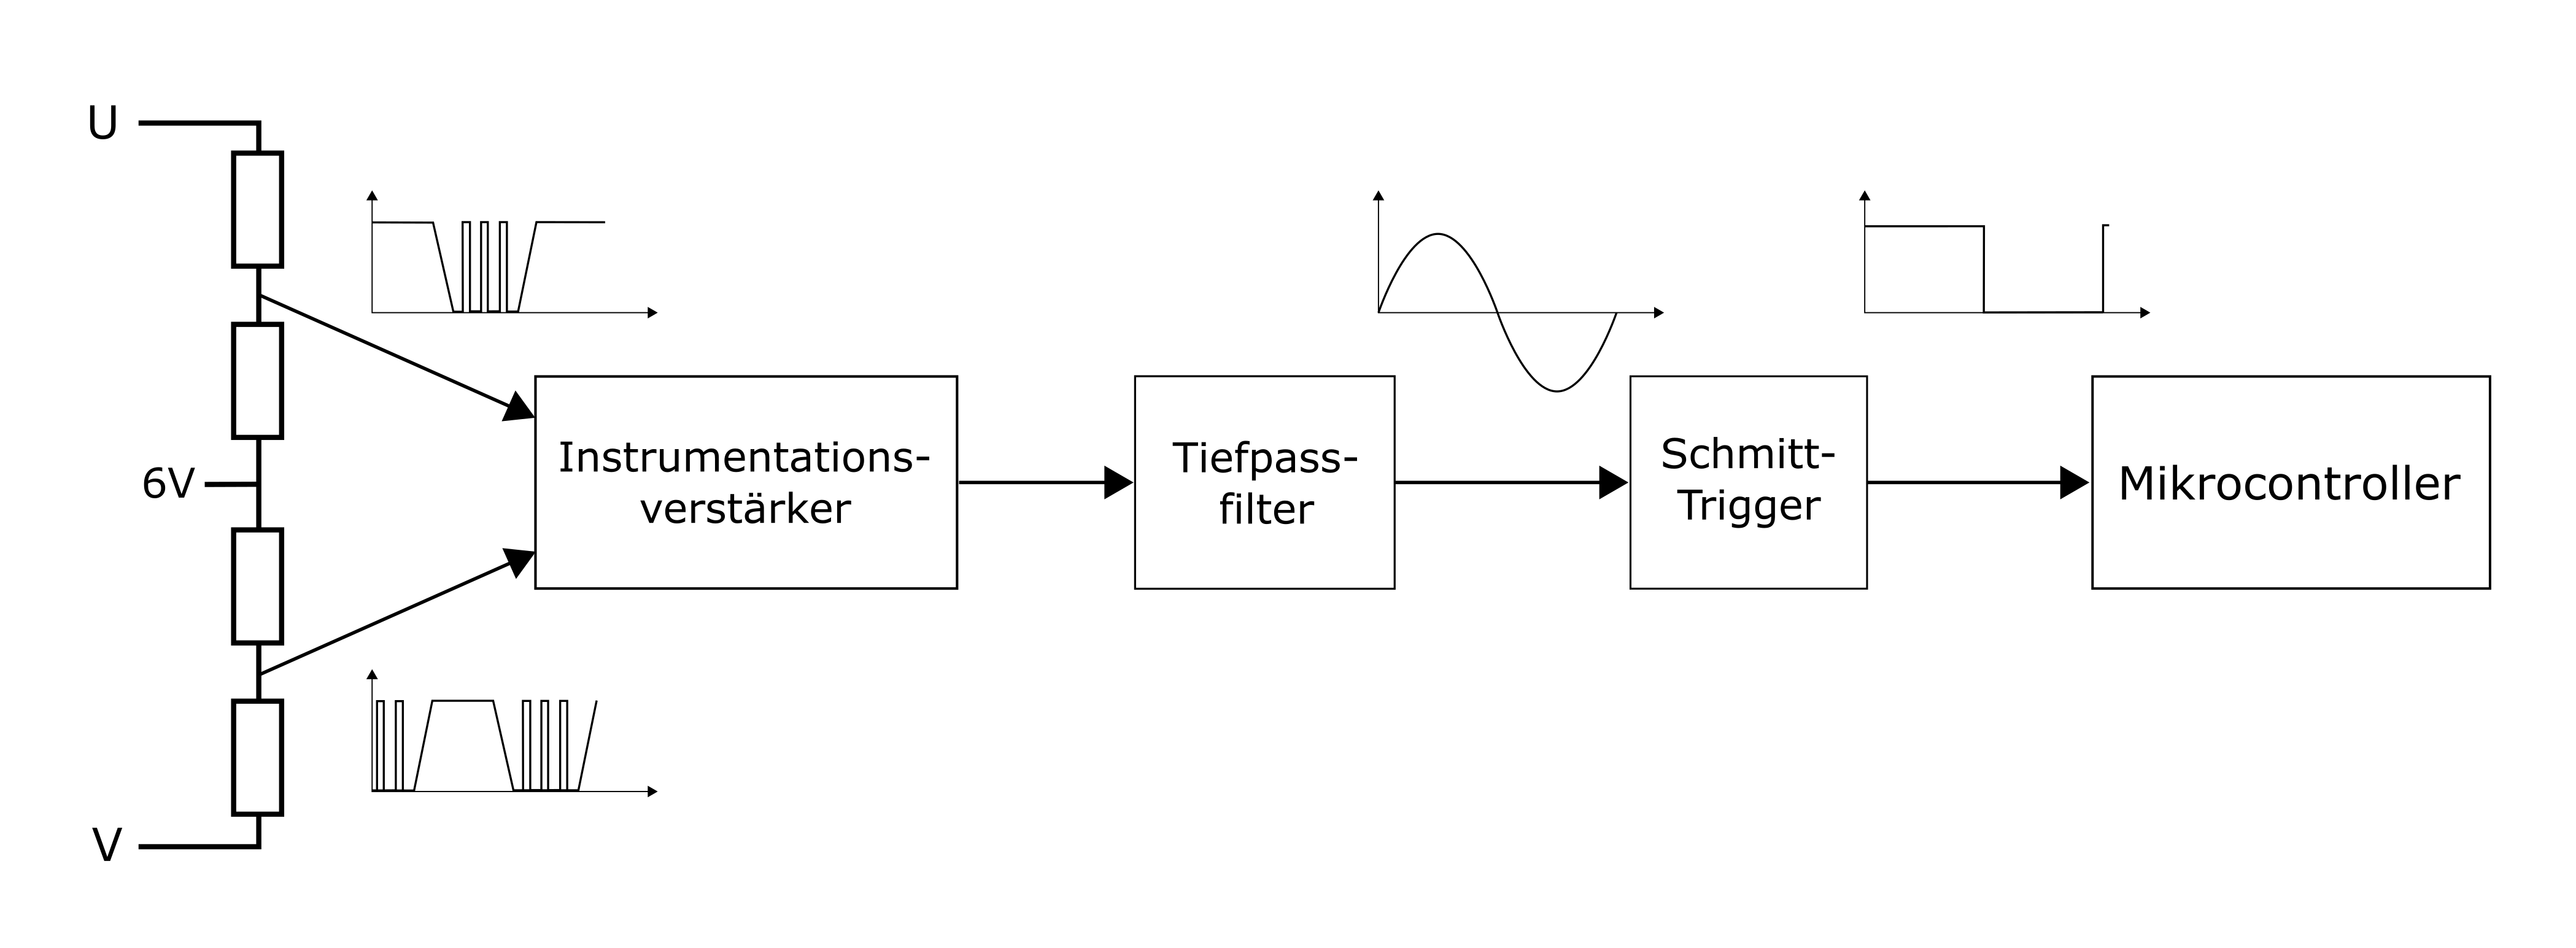 U
6V
V
Instrumentations-
verstärker
Tiefpass-
filter
Schmitt-
Trigger
Mikrocontroller